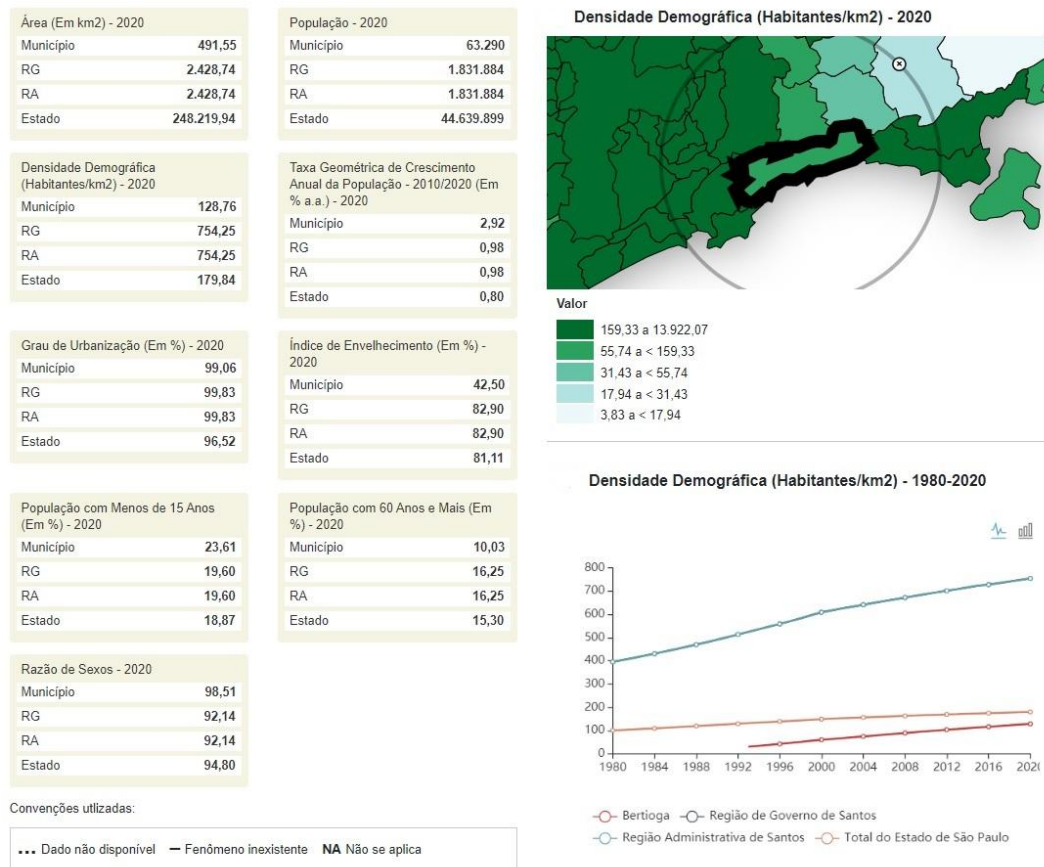 Área (Em km2) - 2020
Município 491,55
RG 2.428,74
RA 2.428,74
Estado 248.219,94
População - 2020
Município 63.290
RG 1.831.884
RA 1.831.884
Estado 44.639.899
Densidade Demográfica
(Habitantes/km2) - 2020
Município 128,76
RG 754,25
RA 754,25
Estado 179,84
Taxa Geométrica de Crescimento
Anual da População - 2010/2020 (Em
% a.a.) - 2020
Município 2,92
RG 0,98
RA 0,98
Estado 0,80
Grau de Urbanização (Em %) - 2020
Município 99,06
RG 99,83
RA 99,83
Estado 96,52
Índice de Envelhecimento (Em %) -
2020
Município 42,50
RG 82,90
RA 82,90
Estado 81,11
População com Menos de 15 Anos
(Em %) - 2020
Município 23,61
RG 19,60
RA 19,60
Estado 18,87
População com 60 Anos e Mais (Em
%) - 2020
Município 10,03
RG 16,25
RA 16,25
Estado 15,30
Razão de Sexos - 2020
Município 98,51
RG 92,14
RA 92,14
Estado 94,80
Convenções utlizadas:
... Dado não disponível — Fenômeno inexistente NA Não se aplica
Densidade Demográfica (Habitantes/km2) - 2020
Valor
159,33 a 13.922,07
55,74 a < 159,33
31,43 a < 55,74
17,94 a < 31,43
3,83 a < 17,94
Densidade Demográfica (Habitantes/km2) - 1980-2020
800
700
600
500
400
300
200
100
0
1980 1984 1988 1992 1996 2000 2004 2008 2012 2016 2020
Bertioga Região de Governo de Santos
Região Administrativa de Santos Total do Estado de São Paulo